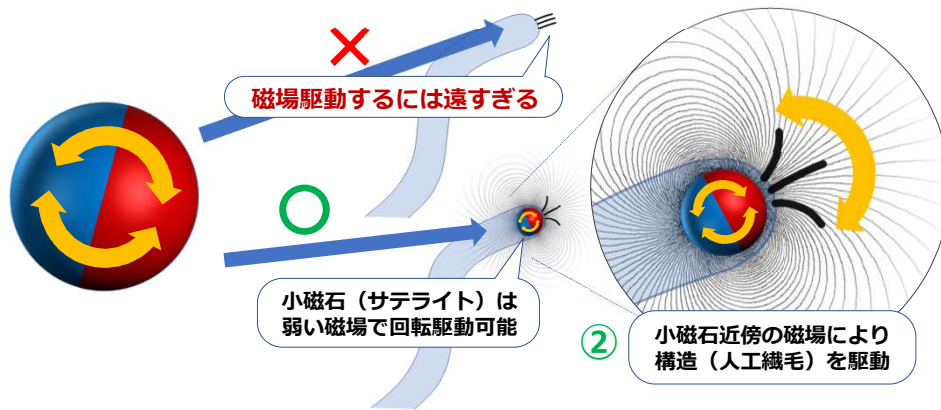 磁場駆動するには遠すぎる
小磁石（サテライト）は
弱い磁場で回転駆動可能
②
小磁石近傍の磁場により
構造（人工繊毛）を駆動